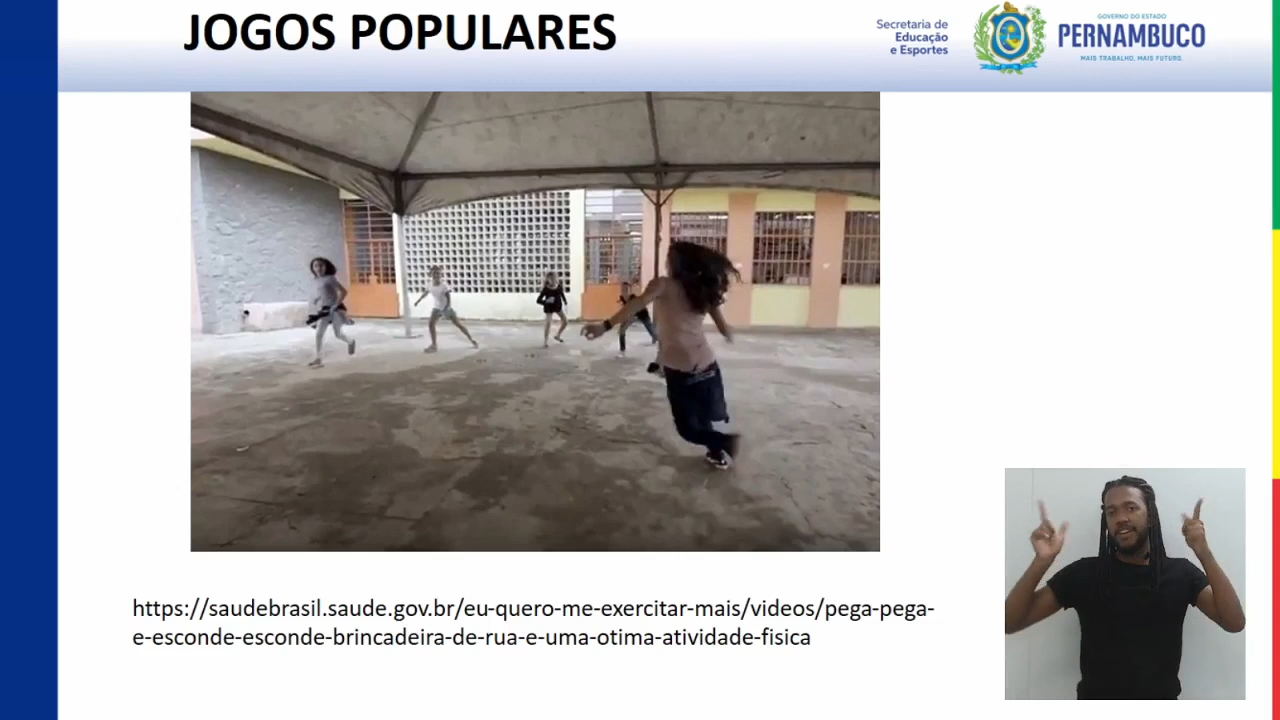 JOGOS POPULARES
Secretaria de
Educação
e Esportes
GOVERNO DO ESTADO
PERNAMBUCO
MAIS TRABALHO, MAIS FUTURO.
https://saudebrasil.saude.gov.br/eu-quero-me-exercitar-mais/videos/pega-pega-
e-esconde-esconde-brincadeira-de-rua-e-uma-otima-atividade-fisica